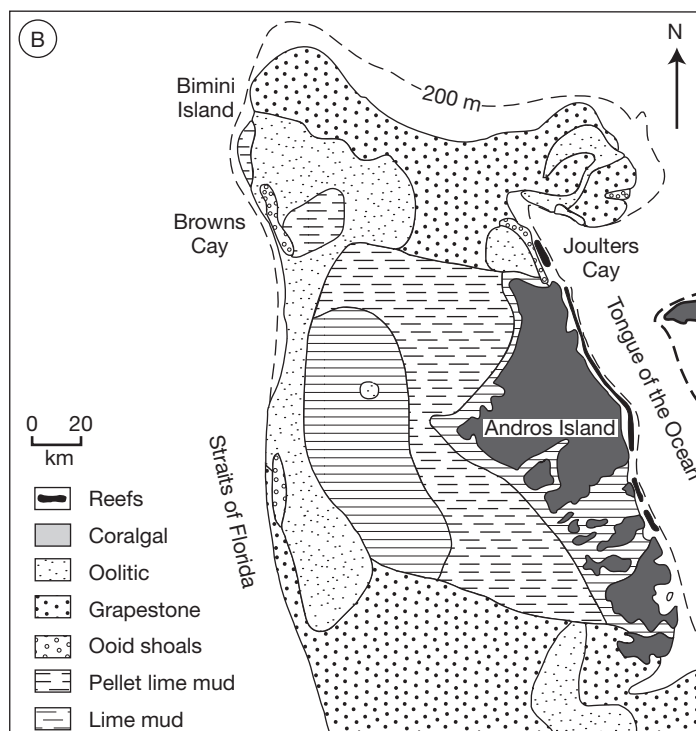 B
N
Bimini
Island
200 m
Browns
Cay
Joulters
Cay
Tongue of the Ocean
Andros Island
Straits of Florida
0 20
km
Reefs
Coralgal
Oolitic
Grapestone
Ooid shoals
Pellet lime mud
Lime mud